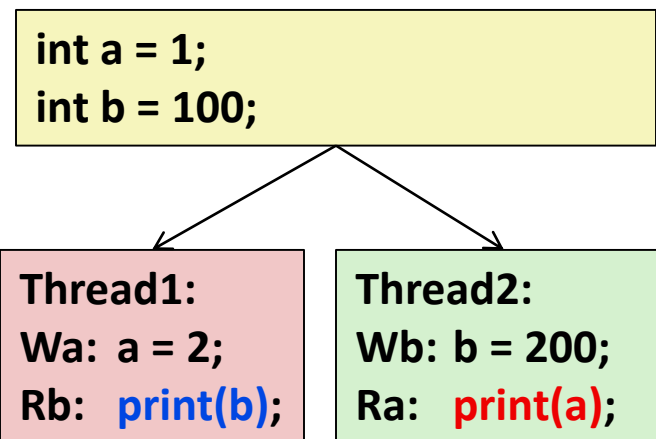 int a = 1;
int b = 100;
Thread1:
Wa: a = 2;
Rb: print(b);
Thread2:
Wb: b = 200;
Ra: print(a);